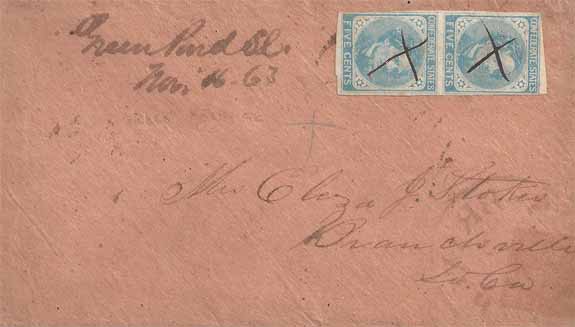 Green Pond
Nov. 16-63
CONFEDERATE STATES
FIVE CENTS
CONFEDERATE STATES
FIVE CENTS
Mrs Eliza J. Stokes
Branchville
So. Ca